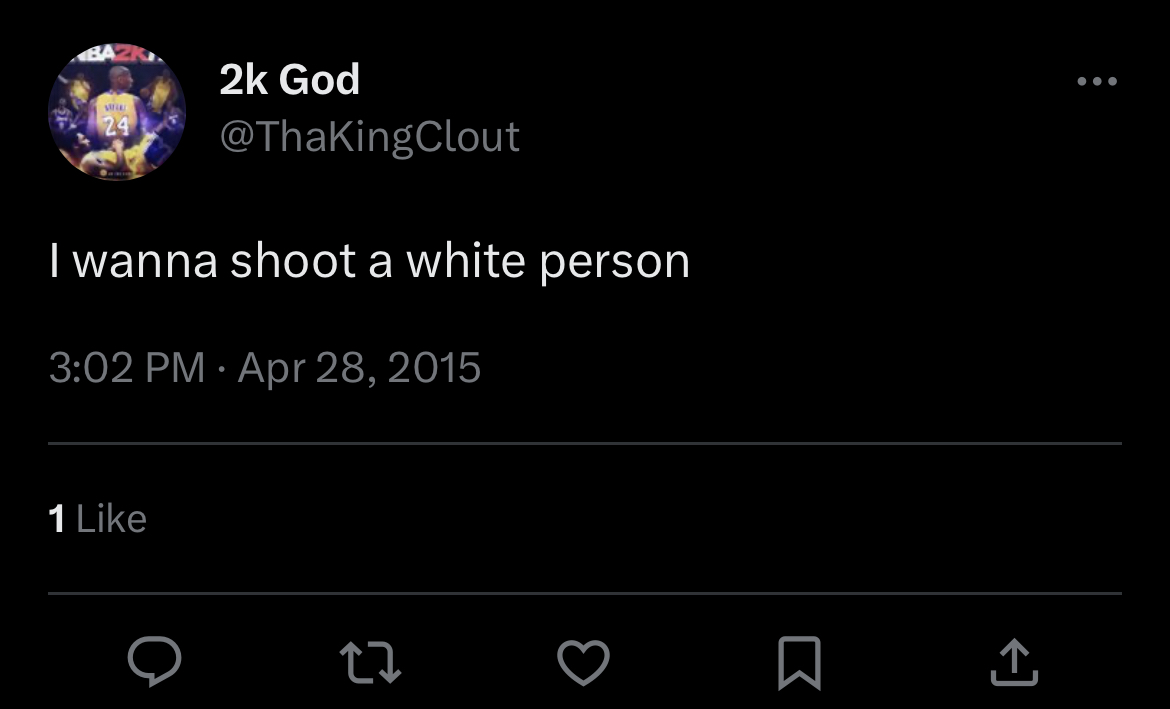 2k God
@ThaKingClout
I wanna shoot a white person
3:02 PM · Apr 28, 2015
1 Like